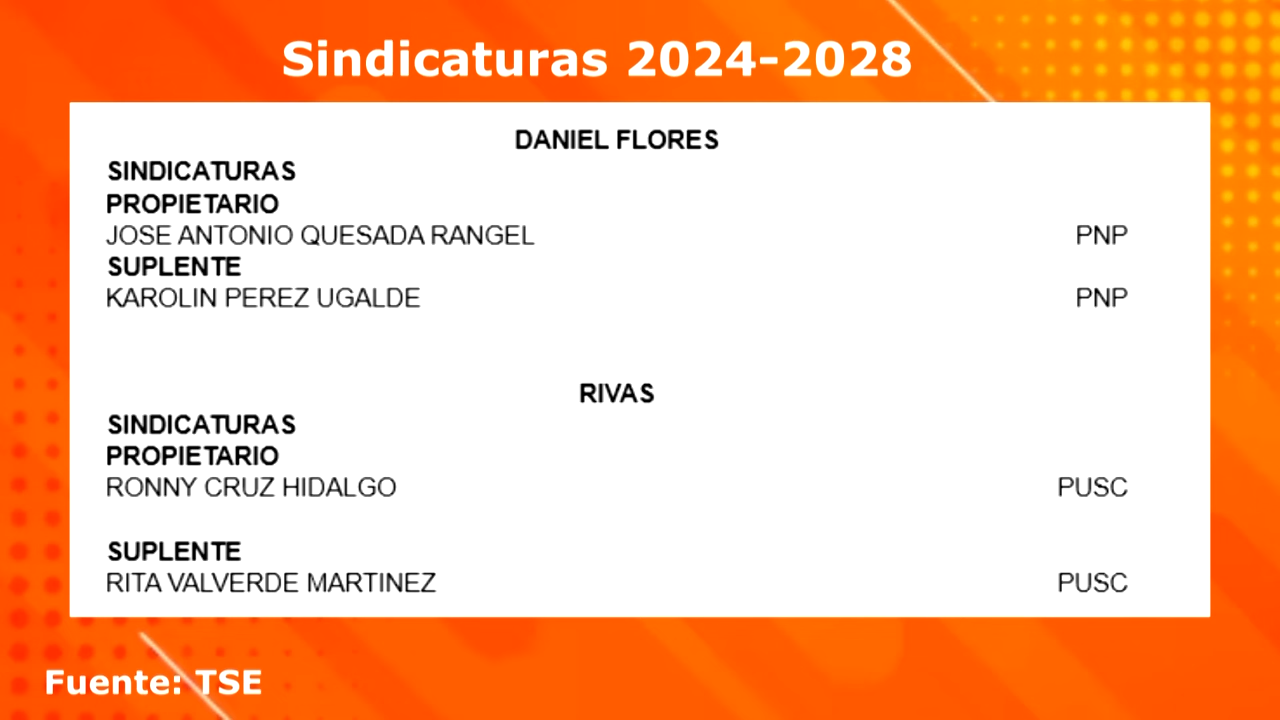 Sindicaturas 2024-2028
DANIEL FLORES
SINDICATURAS
PROPIETARIO
JOSE ANTONIO QUESADA RANGEL PNP
SUPLENTE
KAROLIN PEREZ UGALDE PNP
RIVAS
SINDICATURAS
PROPIETARIO
RONNY CRUZ HIDALGO PUSC
SUPLENTE
RITA VALVERDE MARTINEZ PUSC
Fuente: TSE